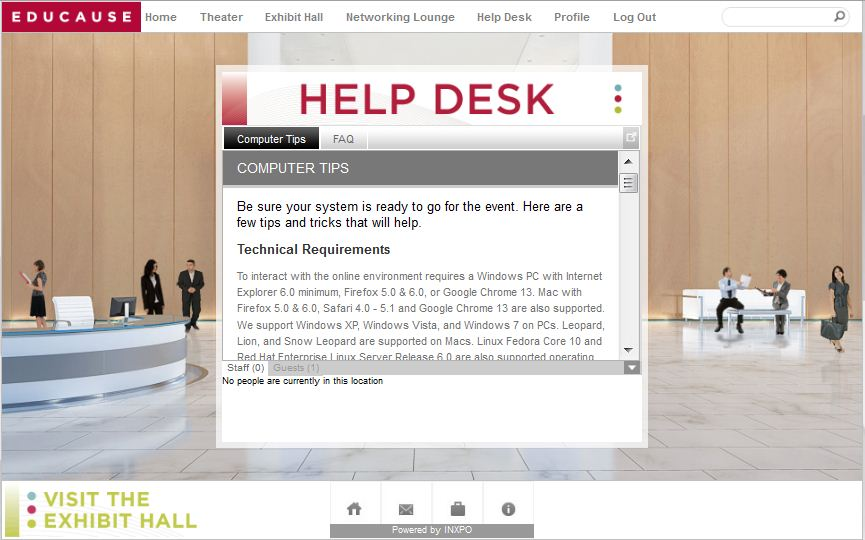 EDUCAUSE
Home Theater Exhibit Hall Networking Lounge Help Desk Profile Log Out
HELP DESK
Computer Tips FAQ
COMPUTER TIPS
Be sure your system is ready to go for the event. Here are a
few tips and tricks that will help.
Technical Requirements
To interact with the online environment requires a Windows PC with Internet
Explorer 6.0 minimum, Firefox 5.0 & 6.0, or Google Chrome 13. Mac with
Firefox 5.0 & 6.0, Safari 4.0 - 5.1 and Google Chrome 13 are also supported.
We support Windows XP, Windows Vista, and Windows 7 on PCs. Leopard,
Lion, and Snow Leopard are supported on Macs. Linux Fedora Core 10 and
Red Hat Enterprise Linux Server Release 6.0 are also supported operating
Staff (0) Guests (1)
No people are currently in this location
VISIT THE
EXHIBIT HALL
Powered by INXPO